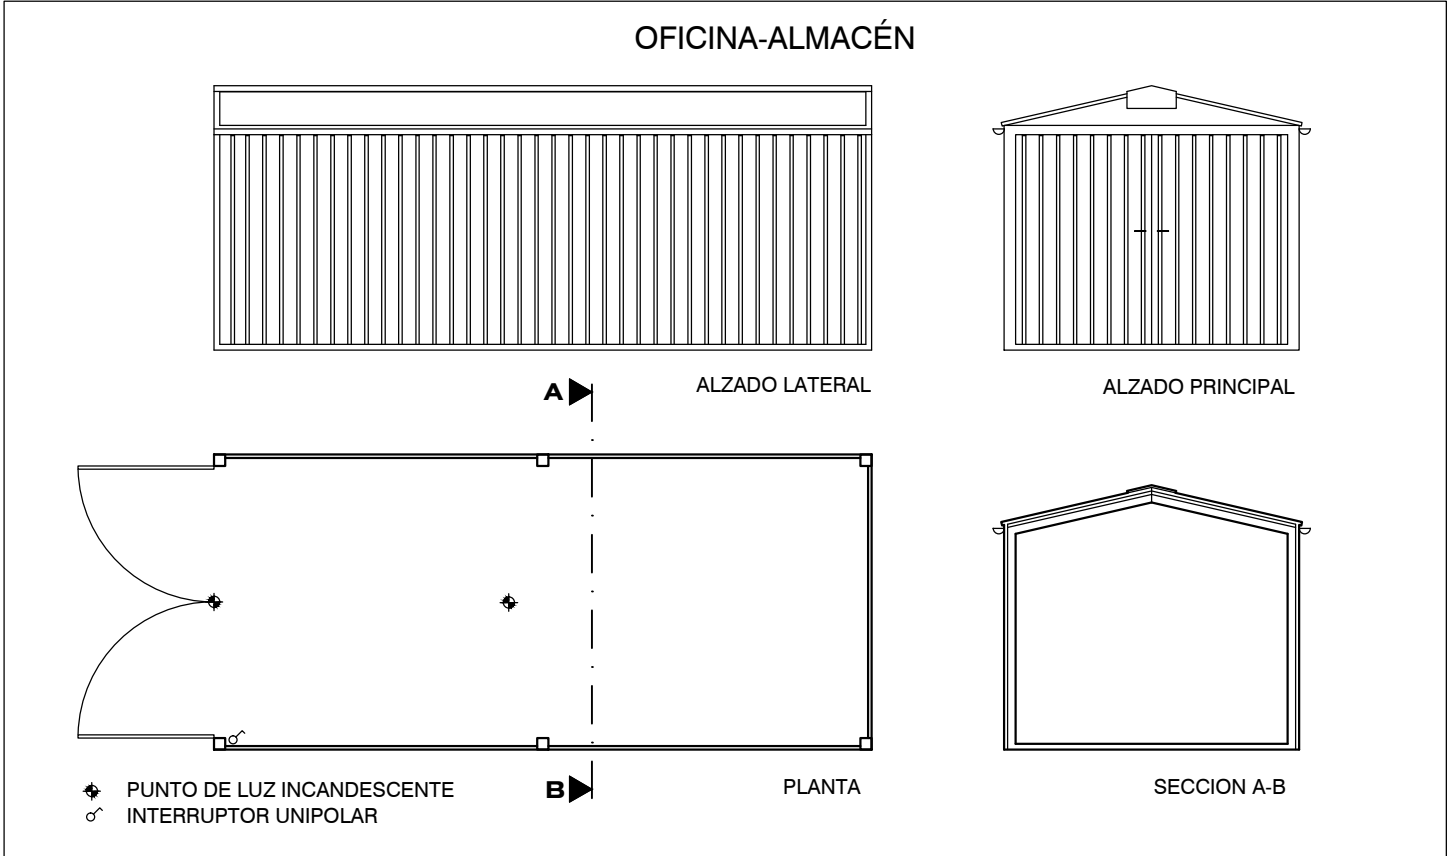 OFICINA-ALMACÉN
ALZADO LATERAL
ALZADO PRINCIPAL
A
B
PLANTA
SECCION A-B
PUNTO DE LUZ INCANDESCENTE
INTERRUPTOR UNIPOLAR